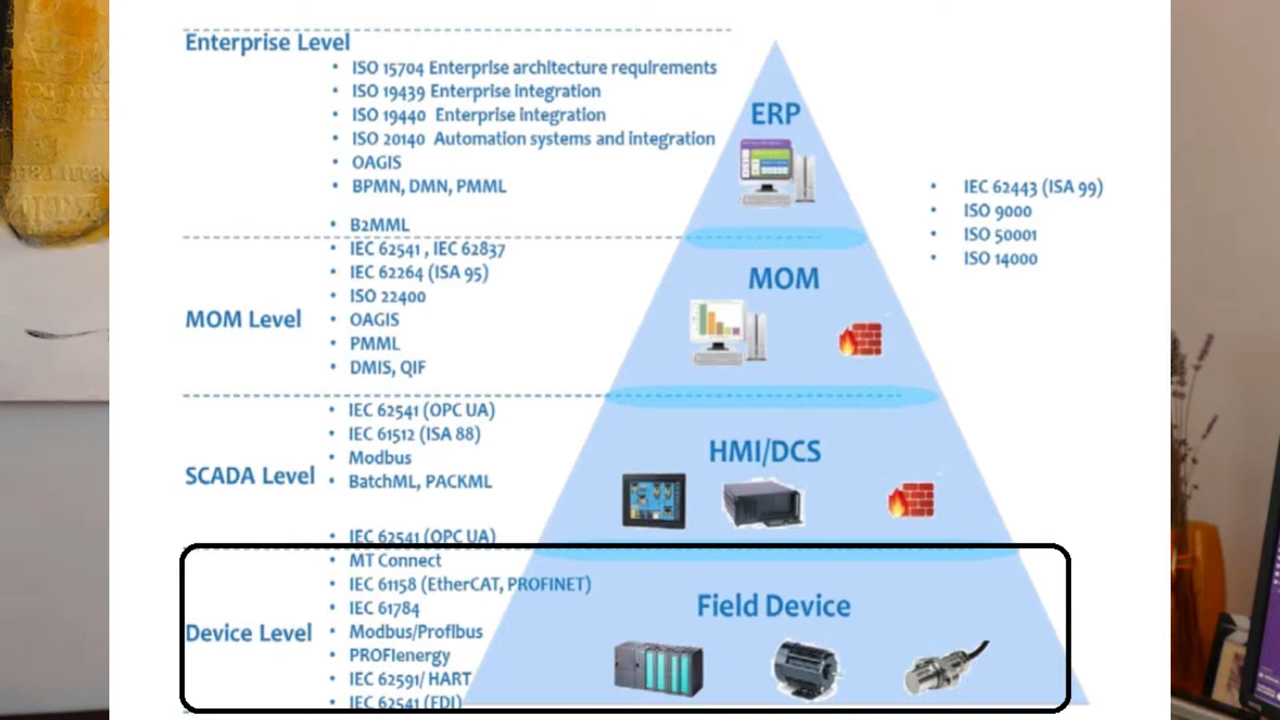 Enterprise Level
• ISO 15704 Enterprise architecture requirements
• ISO 19439 Enterprise integration
• ISO 19440 Enterprise integration
• ISO 20140 Automation systems and integration
• OAGIS
• BPMN, DMN, PMML
• B2MML
• IEC 62541 , IEC 62837
• IEC 62264 (ISA 95)
• ISO 22400
MOM Level
• OAGIS
• PMML
• DMIS, QIF
• IEC 62541 (OPC UA)
• IEC 61512 (ISA 88)
• Modbus
SCADA Level
• BatchML, PACKML
IEC 62541 (OPC UA)
• MT Connect
• IEC 61158 (EtherCAT, PROFINET)
• IEC 61784
Device Level
• Modbus/Profibus
• PROFIenergy
• IEC 62591/ HART
• IEC 62541 (FDI)
ERP
MOM
HMI/DCS
Field Device
• IEC 62443 (ISA 99)
• ISO 9000
• ISO 50001
• ISO 14000